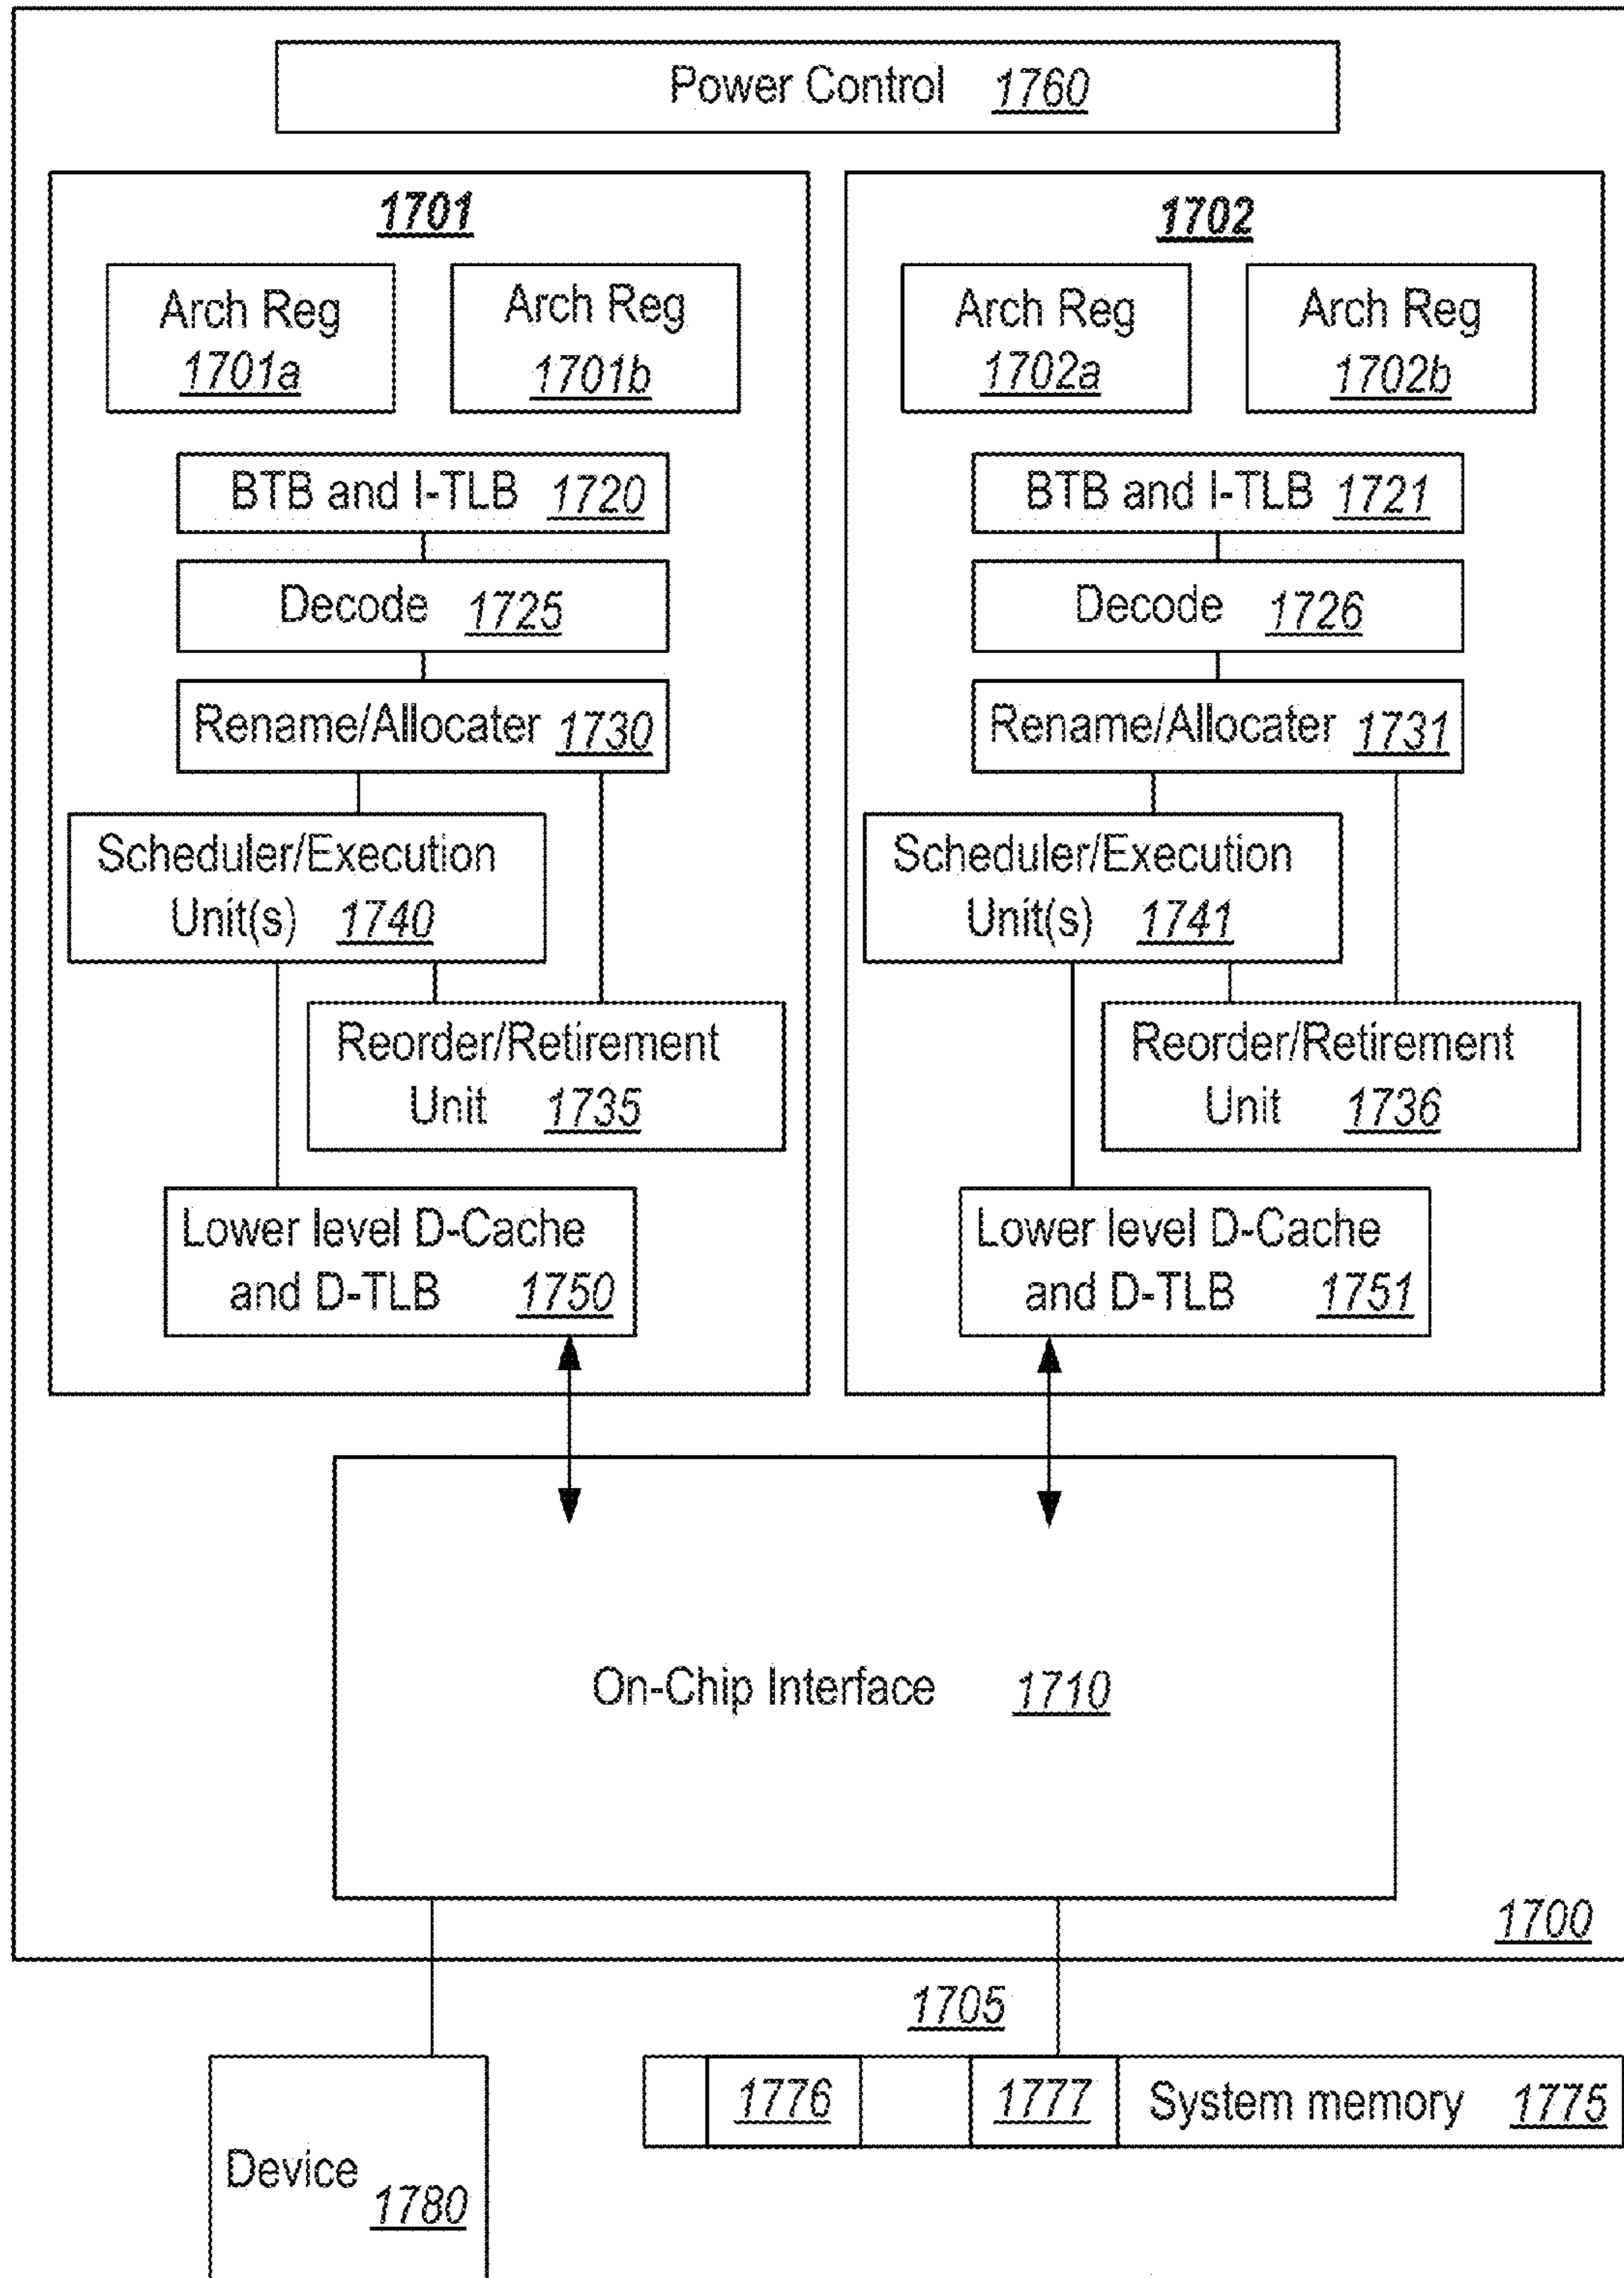 Power Control 1760
1701
Arch Reg
1701a
Arch Reg
1701b
BTB and I-TLB 1720
Decode 1725
Rename/Allocater 1730
Scheduler/Execution
Unit(s) 1740
Reorder/Retirement
Unit 1735
Lower level D-Cache
and D-TLB 1750
1702
Arch Reg
1702a
Arch Reg
1702b
BTB and I-TLB 1721
Decode 1726
Rename/Allocater 1731
Scheduler/Execution
Unit(s) 1741
Reorder/Retirement
Unit 1736
Lower level D-Cache
and D-TLB 1751
On-Chip Interface 1710
1700
1705
1776 1777 System memory 1775
Device 1780